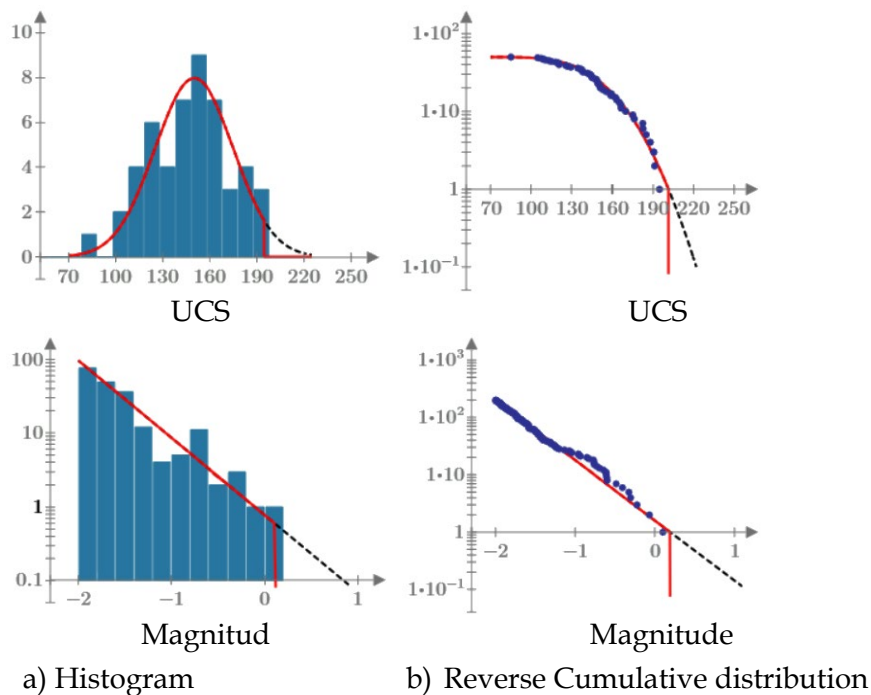 10
8
6
4
2
0
70 100 130 160 190 220 250
UCS
1•10²
1•10
1
1•10⁻¹
70 100 130 160 190 220 250
UCS
100
10
1
0.1
−2 −1 0 1
Magnitud
1•10³
1•10²
1•10
1
1•10⁻¹
−2 −1 0 1
Magnitude
a) Histogram
b) Reverse Cumulative distribution